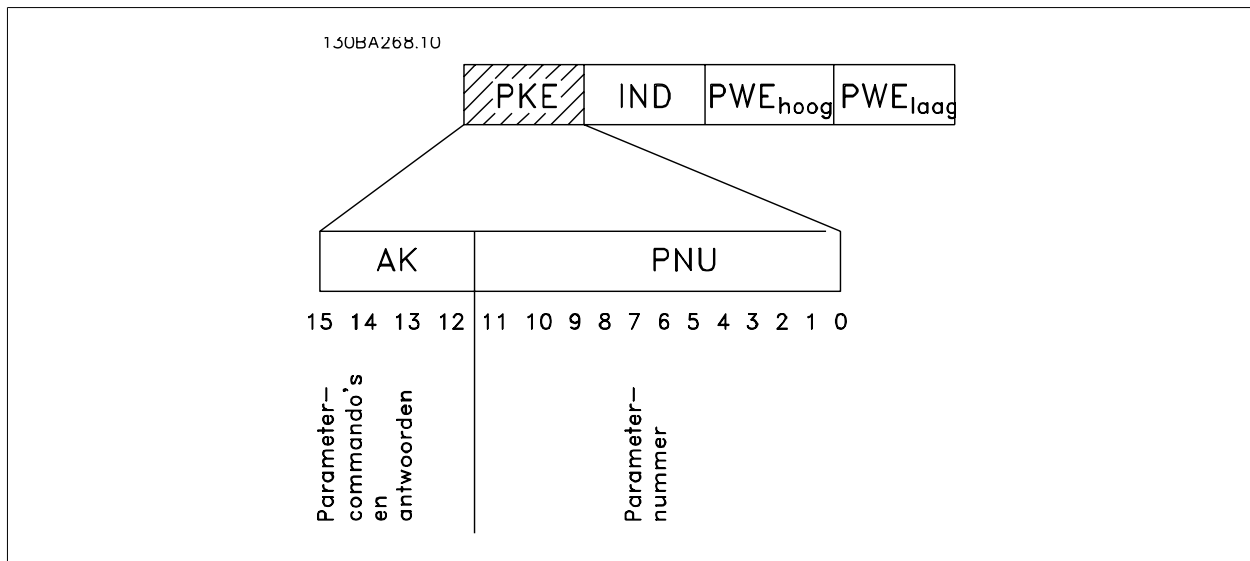 130BA268.10
PKE IND PWEhoog PWElaag
AK PNU
15 14 13 12 11 10 9 8 7 6 5 4 3 2 1 0
Parameter–
commando's
en
antwoorden
Parameter–
nummer